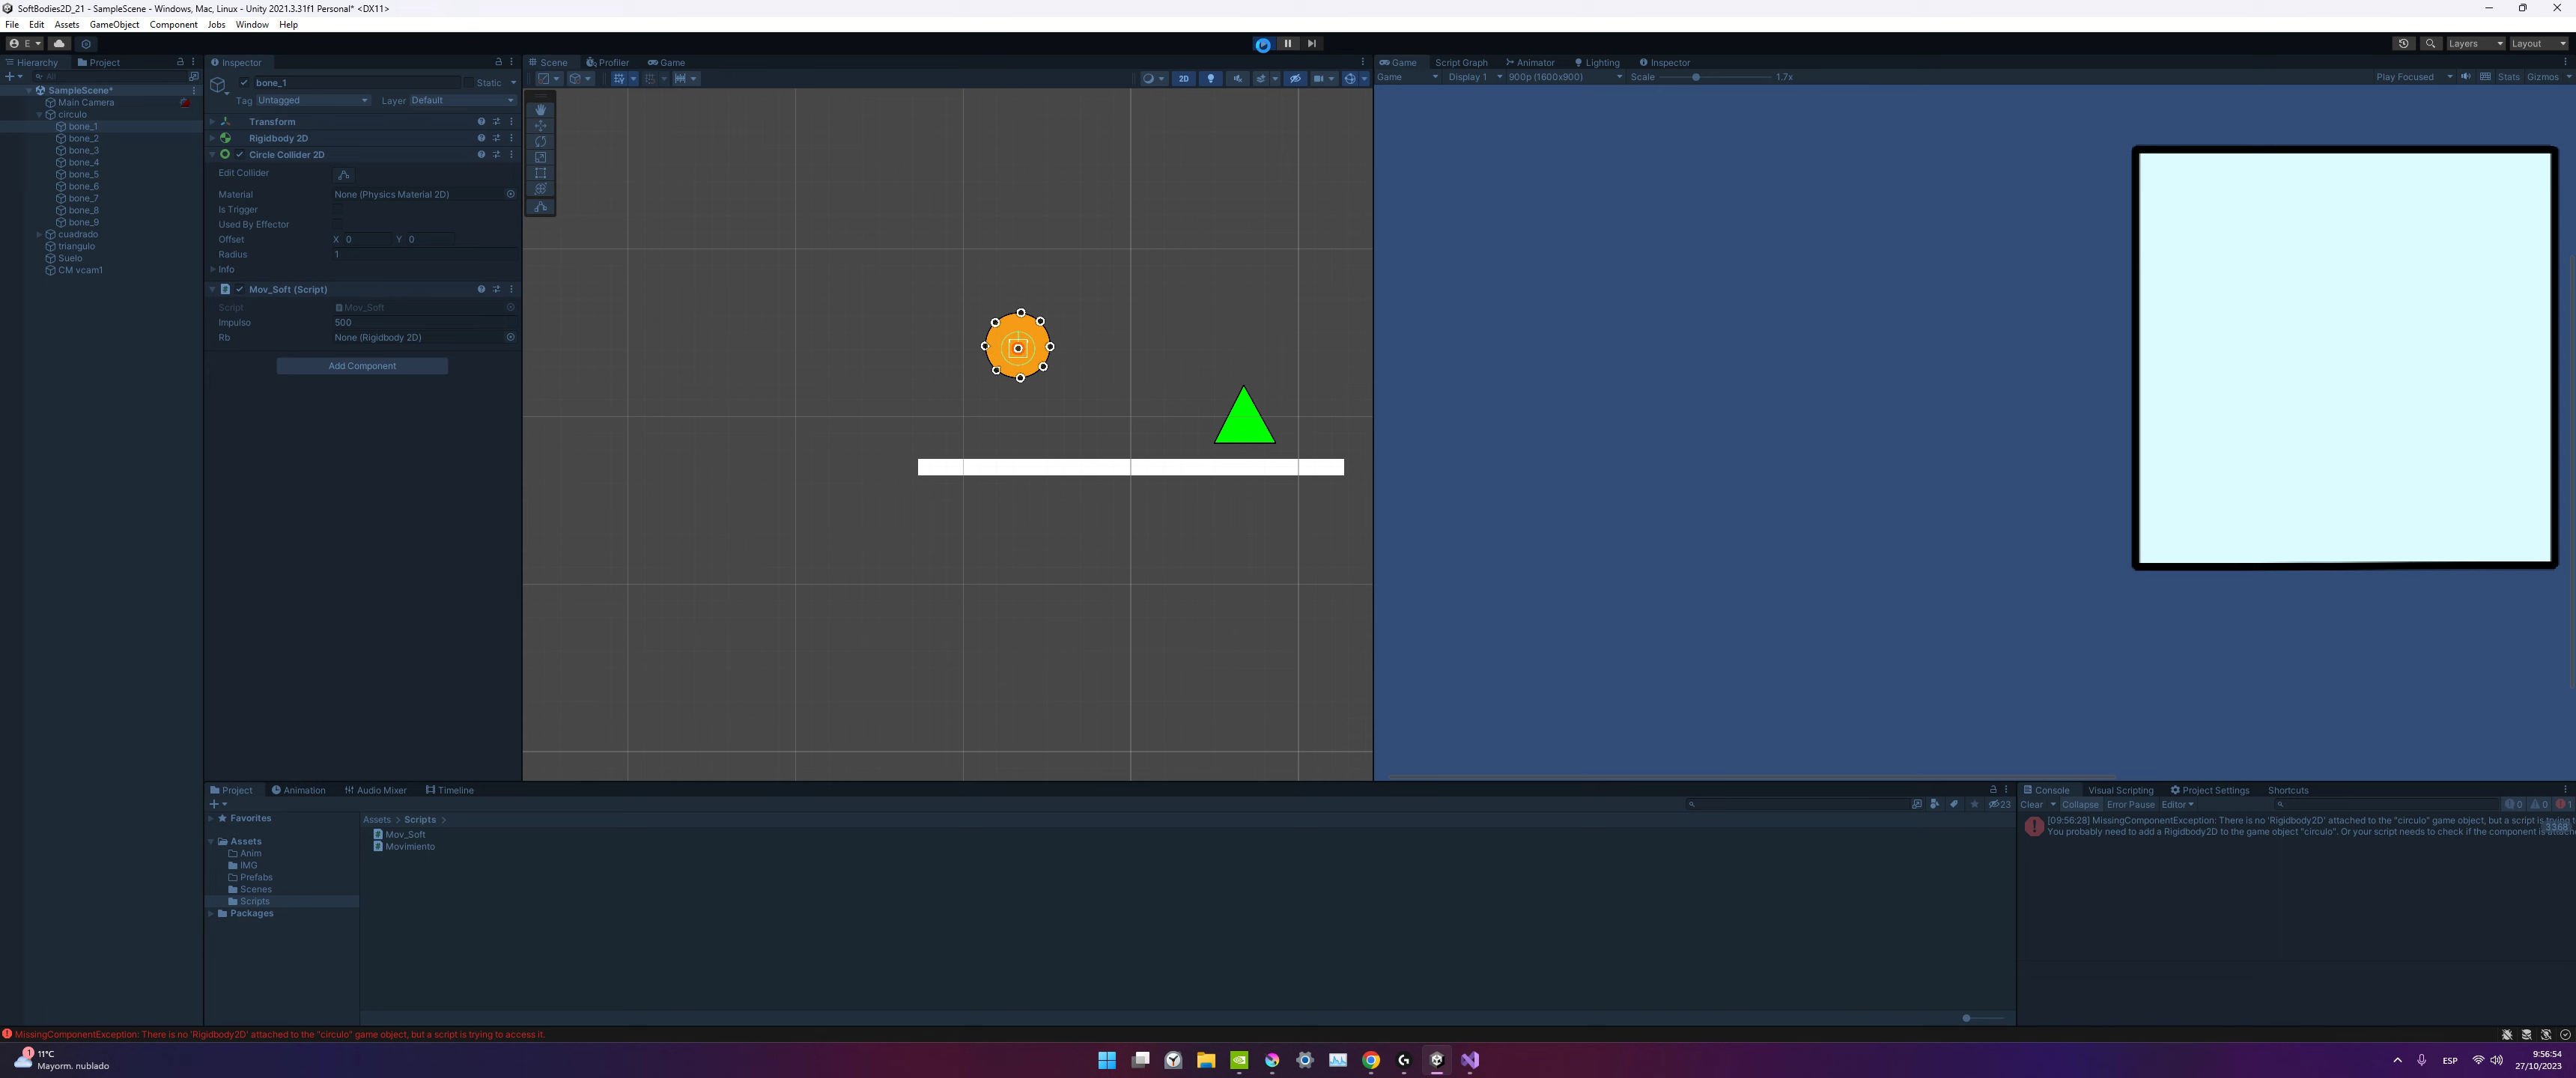 SoftBodies2D_21 - SampleScene - Windows, Mac, Linux - Unity 2021.3.31f1 Personal* <DX11>
File Edit Assets GameObject Component Jobs Window Help
E
Layers Layout
Hierarchy Project
All
SampleScene*
Main Camera
circulo
bone_1
bone_2
bone_3
bone_4
bone_5
bone_6
bone_7
bone_8
bone_9
cuadrado
triangulo
Suelo
CM vcam1
Inspector
bone_1 Static
Tag Untagged Layer Default
Transform
Rigidbody 2D
Circle Collider 2D
Edit Collider
Material None (Physics Material 2D)
Is Trigger
Used By Effector
Offset X 0 Y 0
Radius 1
Info
Mov_Soft (Script)
Script Mov_Soft
Impulso 500
Rb None (Rigidbody 2D)
Add Component
Scene Profiler Game
2D
Game Script Graph Animator Lighting Inspector
Game Display 1 900p (1600x900) Scale 1.7x Play Focused Stats Gizmos
Project Animation Audio Mixer Timeline
23
Favorites
Assets
Anim
IMG
Prefabs
Scenes
Scripts
Packages
Assets > Scripts >
Mov_Soft
Movimiento
Console Visual Scripting Project Settings Shortcuts
Clear Collapse Error Pause Editor 0 0 1
[09:56:28] MissingComponentException: There is no 'Rigidbody2D' attached to the "circulo" game object, but a script is trying t
You probably need to add a Rigidbody2D to the game object "circulo". Or your script needs to check if the component is attach
3368
MissingComponentException: There is no 'Rigidbody2D' attached to the "circulo" game object, but a script is trying to access it.
1
11°C
Mayorm. nublado
ESP
9:56:54
27/10/2023